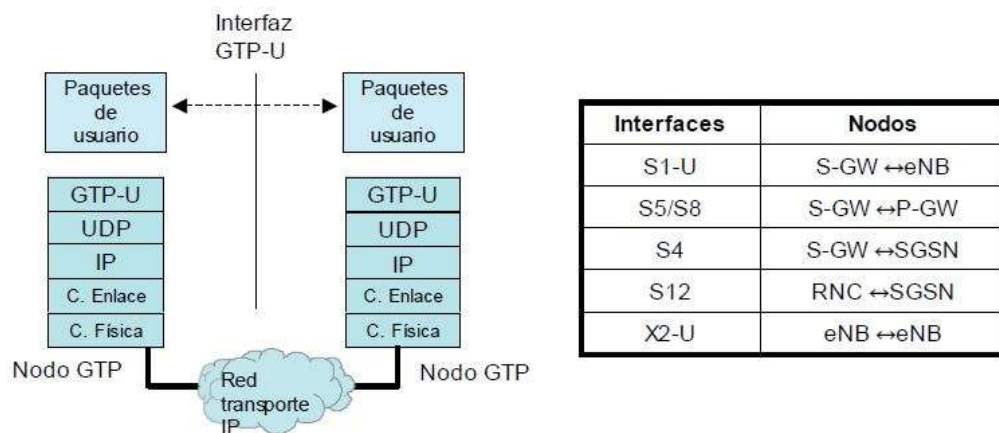 Interfaz
GTP-U
Paquetes
de
usuario
Paquetes
de
usuario
GTP-U
UDP
IP
C. Enlace
C. Física
GTP-U
UDP
IP
C. Enlace
C. Física
Nodo GTP
Nodo GTP
Red
transporte
IP
Interfaces Nodos
S1-U S-GW ↔eNB
S5/S8 S-GW ↔P-GW
S4 S-GW ↔SGSN
S12 RNC ↔SGSN
X2-U eNB ↔eNB